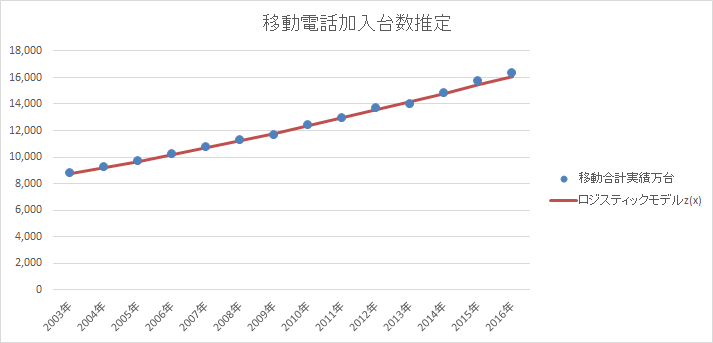 移動電話加入台数推定
18,000
16,000
14,000
12,000
10,000
8,000
6,000
4,000
2,000
0
2003年
2004年
2005年
2006年
2007年
2008年
2009年
2010年
2011年
2012年
2013年
2014年
2015年
2016年
移動合計実績万台
ロジスティックモデルz(x)